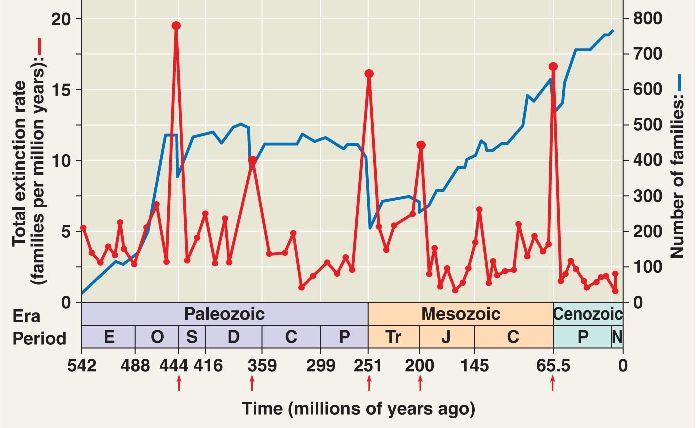 Total extinction rate
(families per million years):
20
15
10
5
0
800
700
600
500
400
300
200
100
0
Number of families:
Era Paleozoic Mesozoic Cenozoic
Period E O S D C P Tr J C P N
542 488 444 416 359 299 251 200 145 65.5 0
Time (millions of years ago)